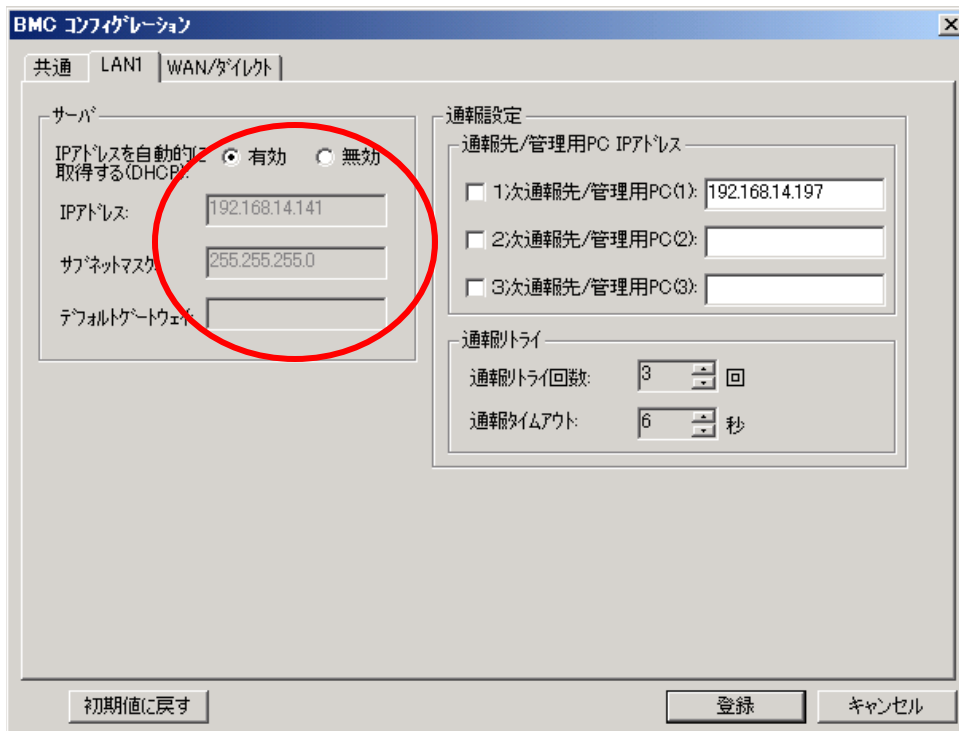 BMC ｺﾝﾌｨｸﾞﾚｰｼｮﾝ
共通 LAN1 WAN/ﾀﾞｲﾚｸﾄ
ｻｰﾊﾞ
IPｱﾄﾞﾚｽを自動的に
取得する(DHCP): 有効 無効
IPｱﾄﾞﾚｽ: 192.168.14.141
ｻﾌﾞﾈｯﾄﾏｽｸ: 255.255.255.0
ﾃﾞﾌｫﾙﾄｹﾞｰﾄｳｪｲ:
通報設定
通報先/管理用PC IPｱﾄﾞﾚｽ
1)次通報先/管理用PC(1): 192.168.14.197
2)次通報先/管理用PC(2):
3)次通報先/管理用PC(3):
通報ﾘﾄﾗｲ
通報ﾘﾄﾗｲ回数: 3 回
通報ﾀｲﾑｱｳﾄ: 6 秒
初期値に戻す 登録 ｷｬﾝｾﾙ